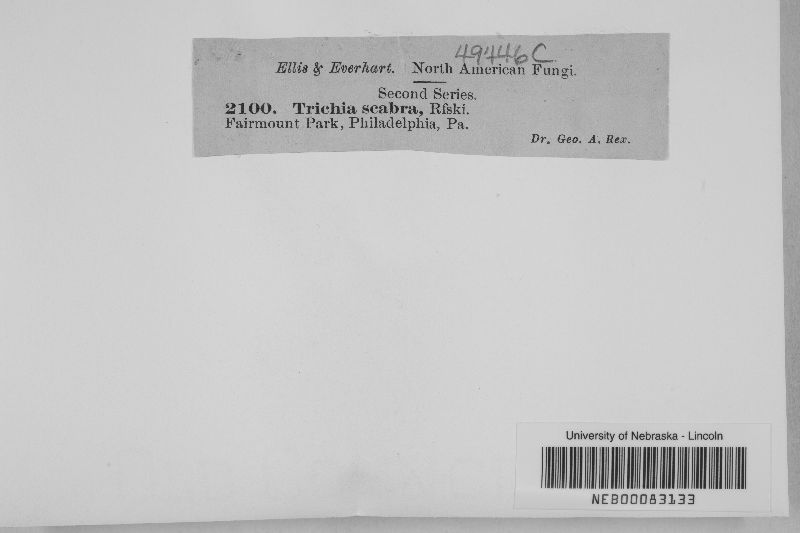 49446C
Ellis & Everhart. North American Fungi.
Second Series.
2100. Trichia scabra, Rfski.
Fairmount Park, Philadelphia, Pa.
Dr. Geo. A. Rex.
University of Nebraska - Lincoln
NEB00083133